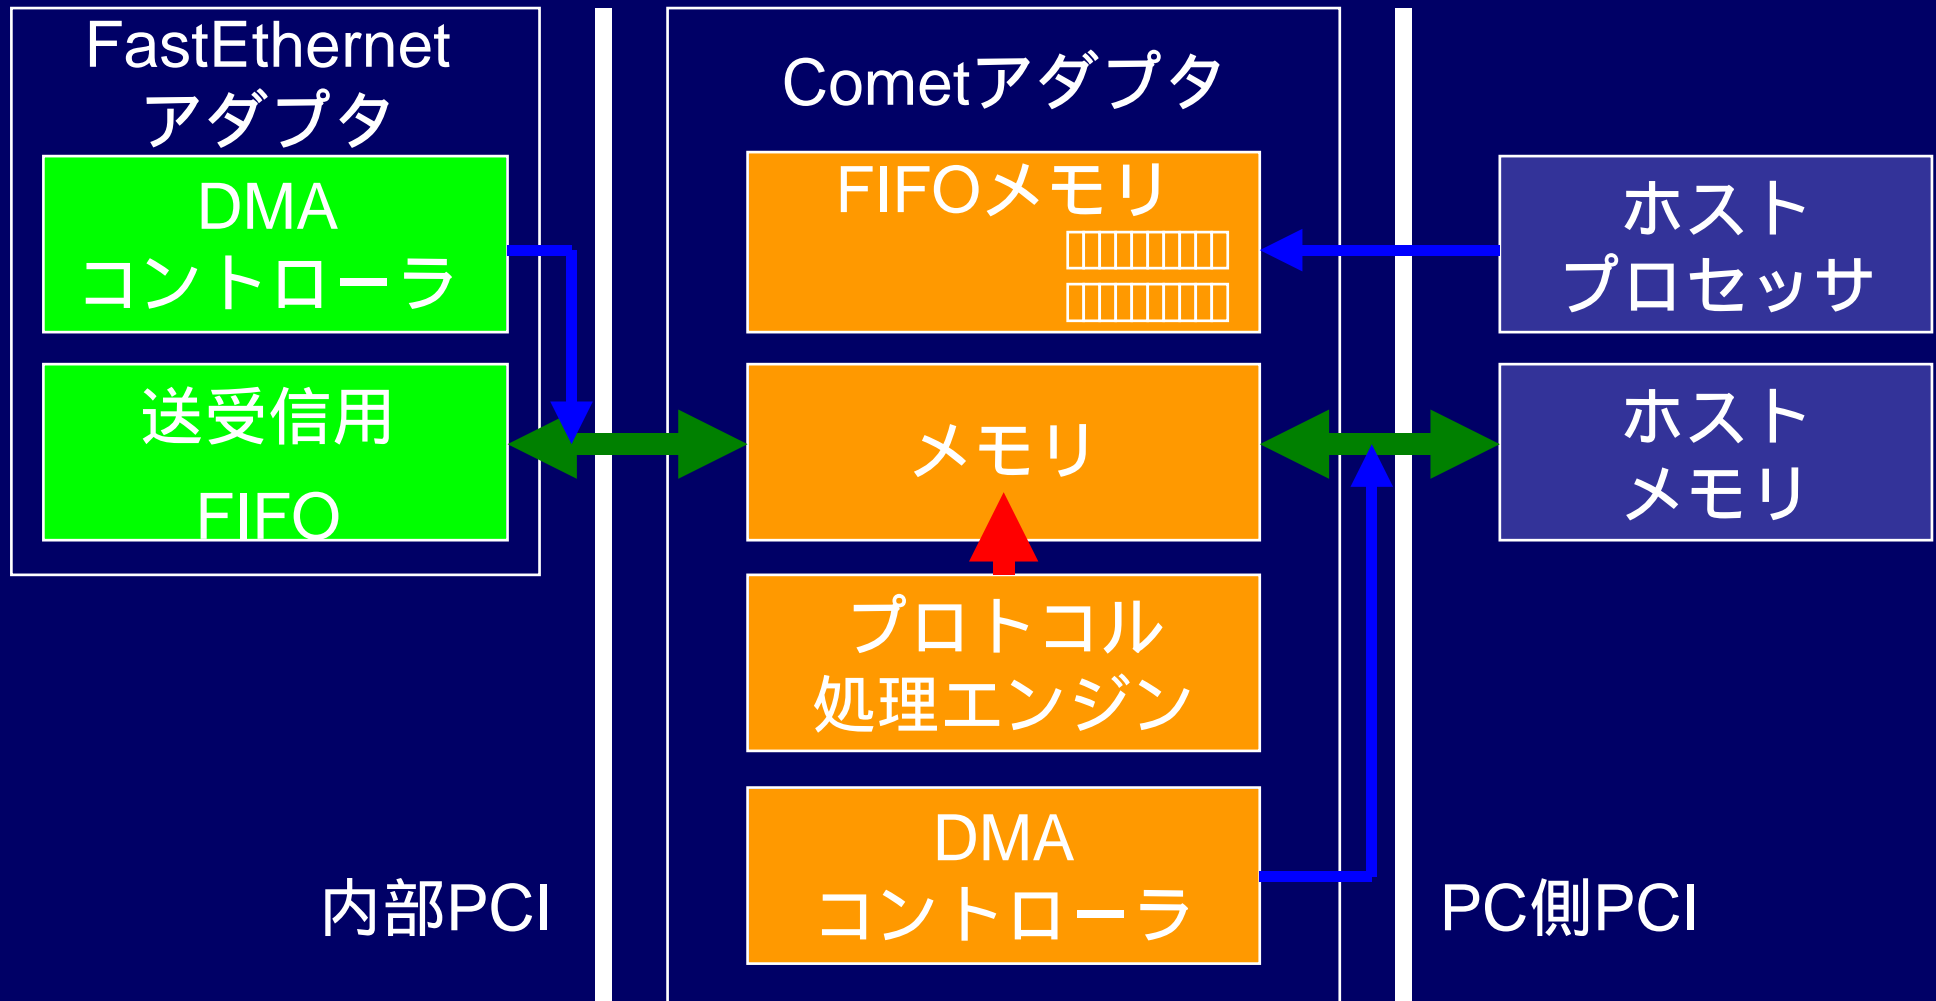 FastEthernet
アダプタ
DMA
コントローラ
送受信用
FIFO
内部PCI
Cometアダプタ
FIFOメモリ
メモリ
プロトコル
処理エンジン
DMA
コントローラ
ホスト
プロセッサ
ホスト
メモリ
PC側PCI